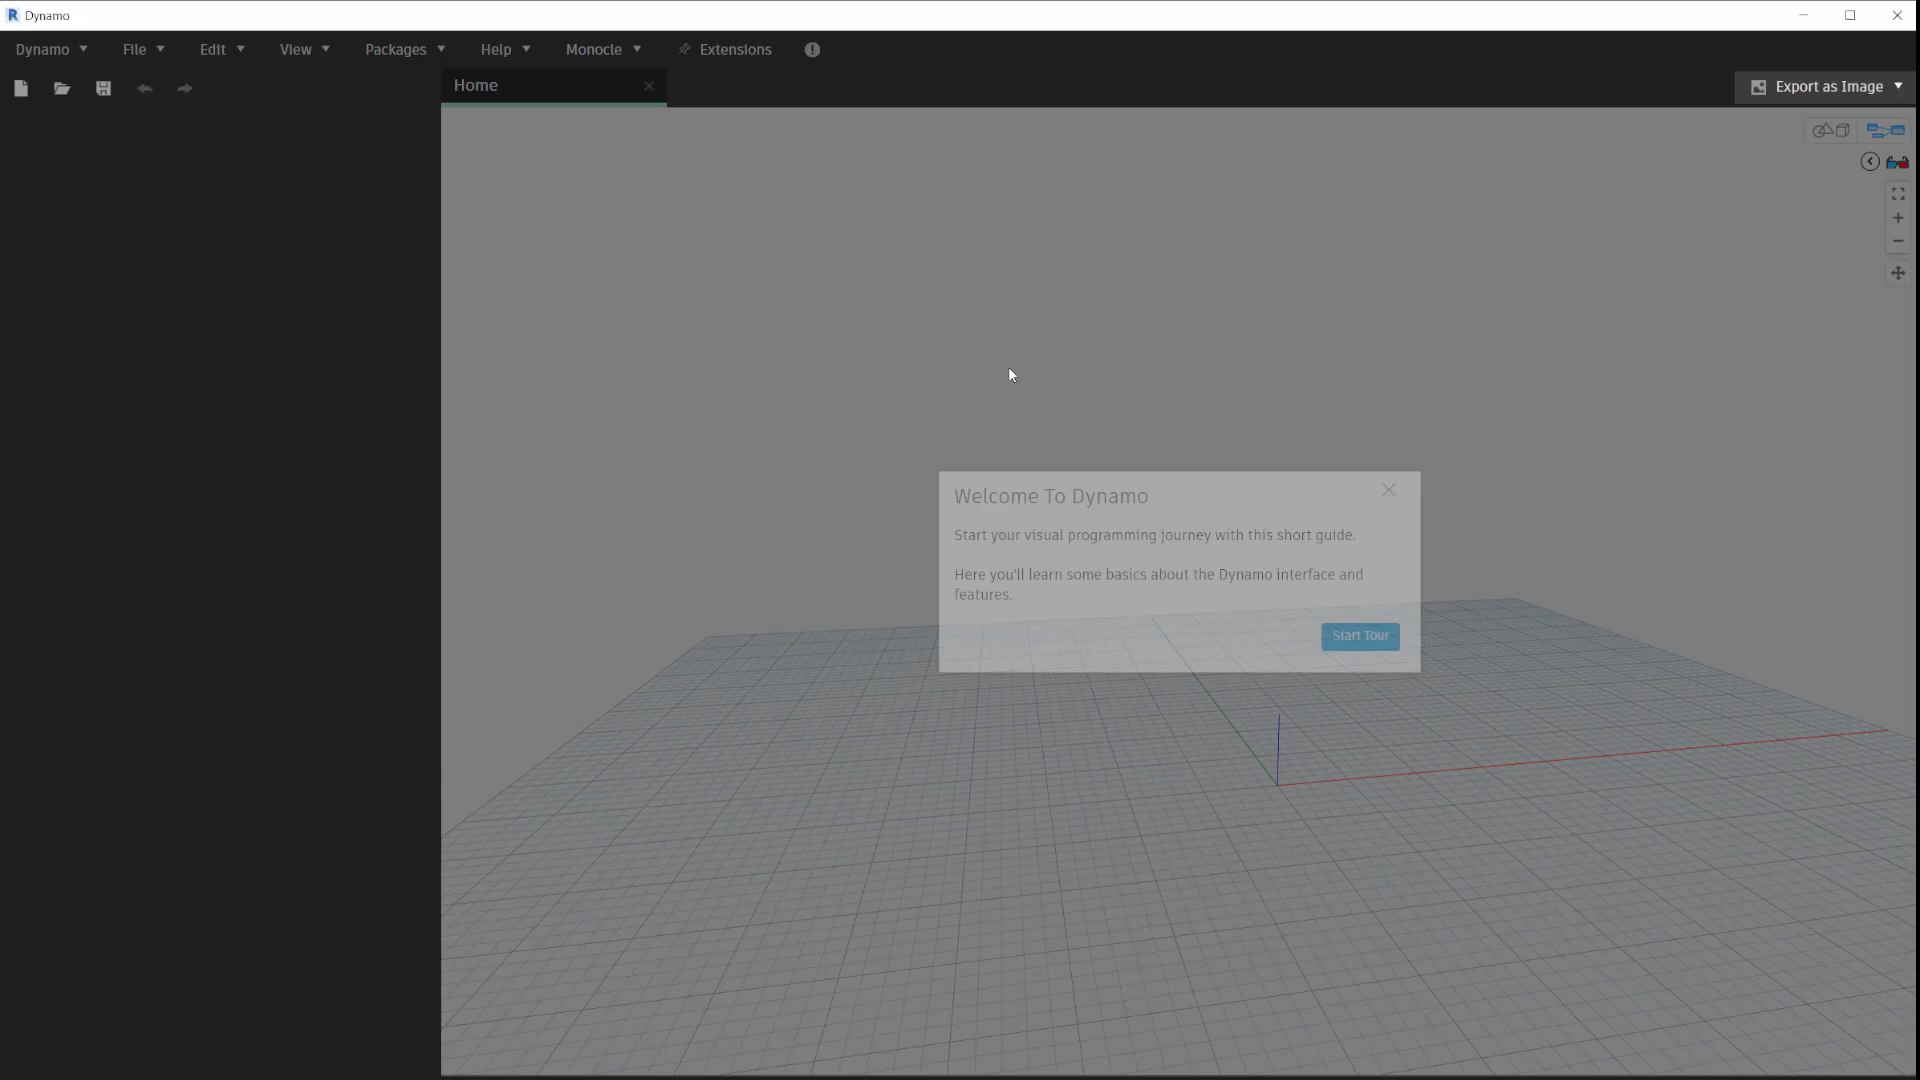 Dynamo
Dynamo File Edit View Packages Help Monocle Extensions
Home
Export as Image
Welcome To Dynamo
Start your visual programming journey with this short guide.
Here you'll learn some basics about the Dynamo interface and
features.
Start Tour